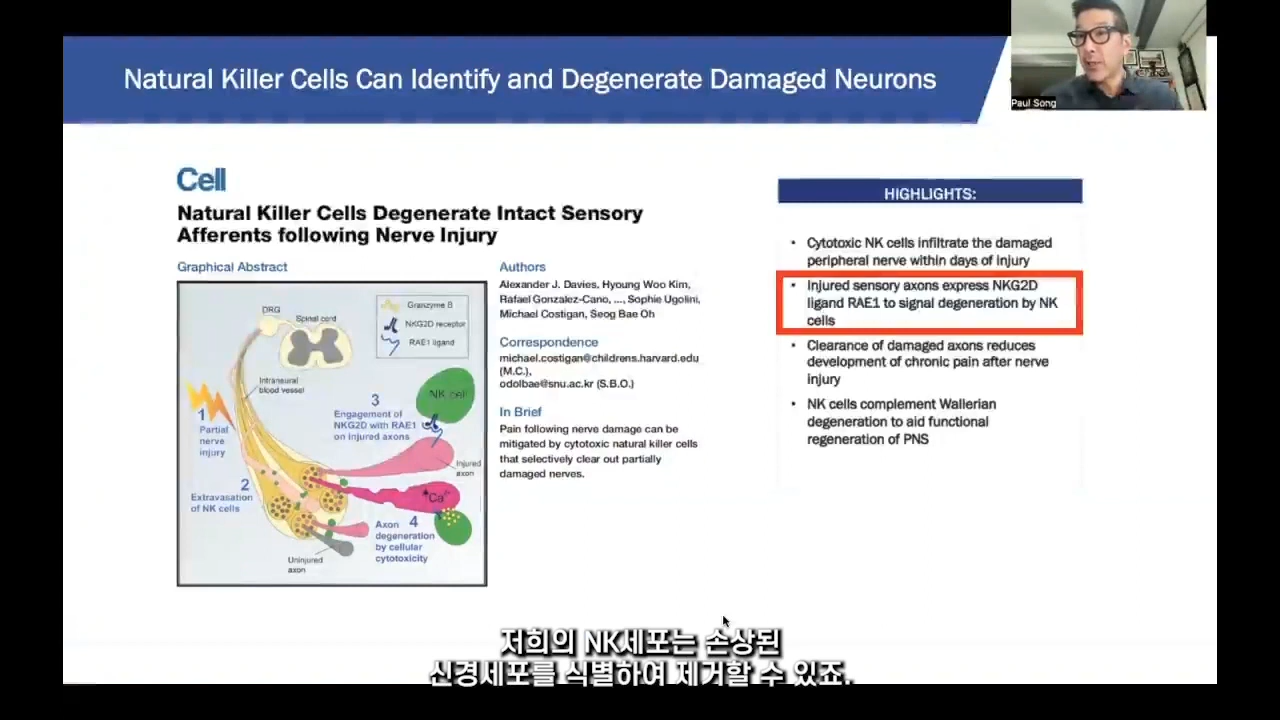 Natural Killer Cells Can Identify and Degenerate Damaged Neurons
Paul Song
Cell
Natural Killer Cells Degenerate Intact Sensory
Afferents following Nerve Injury
Graphical Abstract
DRG
Spinal cord
Granzyme B
NKG2D receptor
RAE1 ligand
Intraneural
blood vessel
1
Partial
nerve
injury
2
Extravasation
of NK cells
3
Engagement of
NKG2D with RAE1
on injured axons
NK cell
Injured
axon
Ca2+
Axon 4
degeneration
by cellular
cytotoxicity
Uninjured
axon
Authors
Alexander J. Davies, Hyoung Woo Kim,
Rafael Gonzalez-Cano, ..., Sophie Ugolini,
Michael Costigan, Seog Bae Oh
Correspondence
michael.costigan@childrens.harvard.edu
(M.C.),
odolbae@snu.ac.kr (S.B.O.)
In Brief
Pain following nerve damage can be
mitigated by cytotoxic natural killer cells
that selectively clear out partially
damaged nerves.
HIGHLIGHTS:
• Cytotoxic NK cells infiltrate the damaged
peripheral nerve within days of injury
• Injured sensory axons express NKG2D
ligand RAE1 to signal degeneration by NK
cells
• Clearance of damaged axons reduces
development of chronic pain after nerve
injury
• NK cells complement Wallerian
degeneration to aid functional
regeneration of PNS
저희의 NK세포는 손상된
신경세포를 식별하여 제거할 수 있죠.